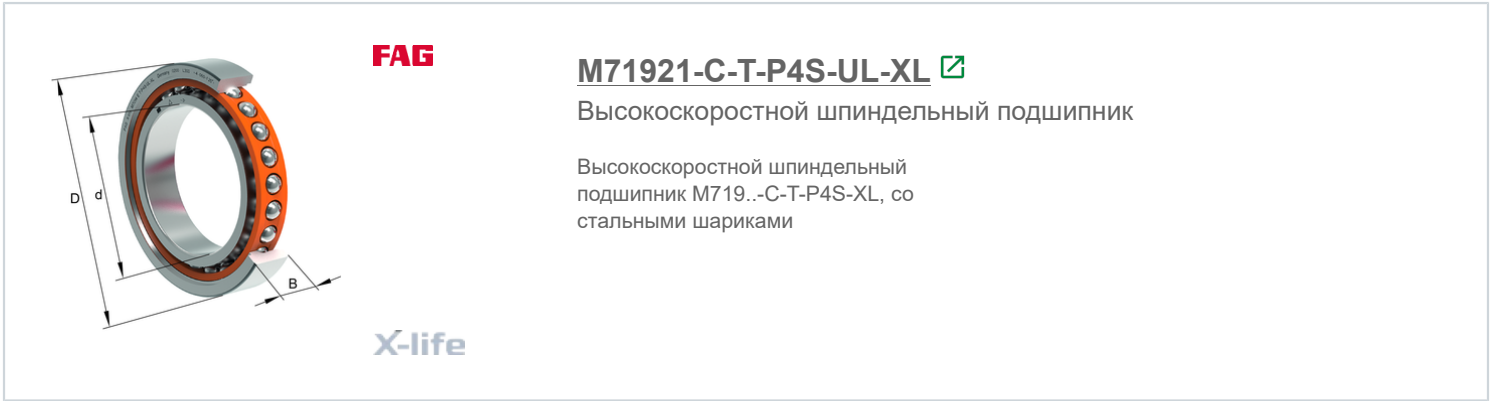 FAG
M71921-C-T-P4S-UL-XL
Высокоскоростной шпиндельный подшипник
Высокоскоростной шпиндельный
подшипник M719..-C-T-P4S-XL, со
стальными шариками
D
d
B
X-life